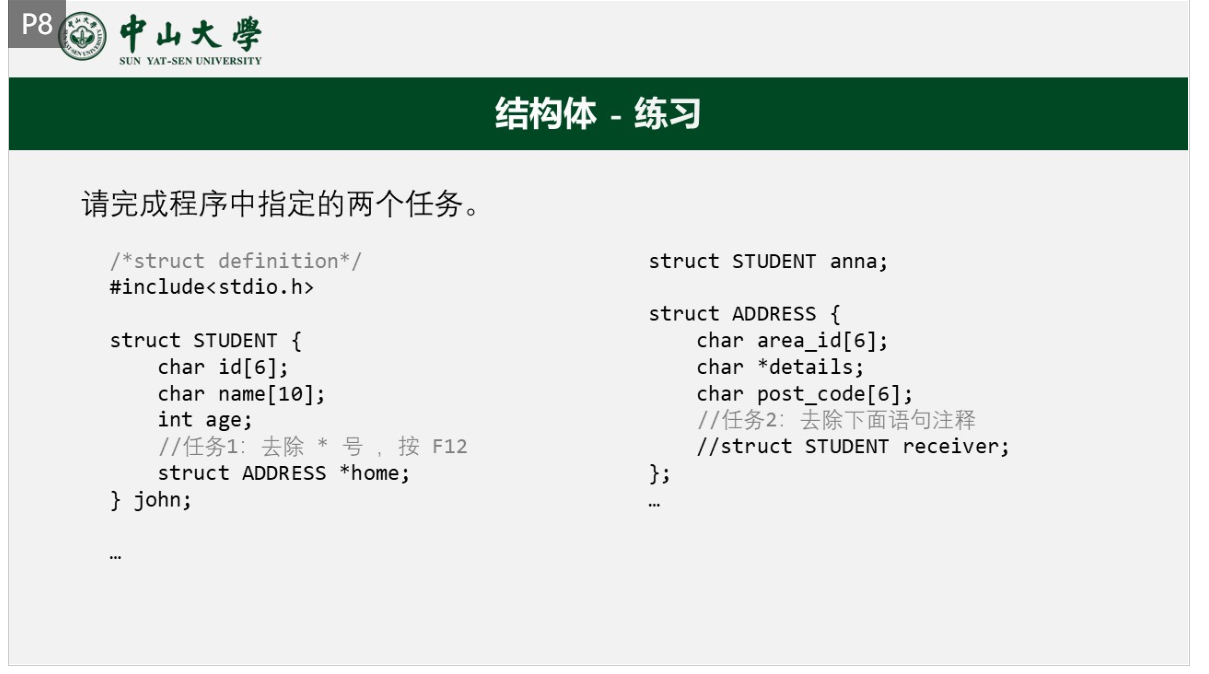 P8
中山大學
SUN YAT-SEN UNIVERSITY
结构体 - 练习
请完成程序中指定的两个任务。
/*struct definition*/
#include<stdio.h>
struct STUDENT {
    char id[6];
    char name[10];
    int age;
    //任务1：去除 * 号 ，按 F12
    struct ADDRESS *home;
} john;
…
struct STUDENT anna;
struct ADDRESS {
    char area_id[6];
    char *details;
    char post_code[6];
    //任务2：去除下面语句注释
    //struct STUDENT receiver;
};
…